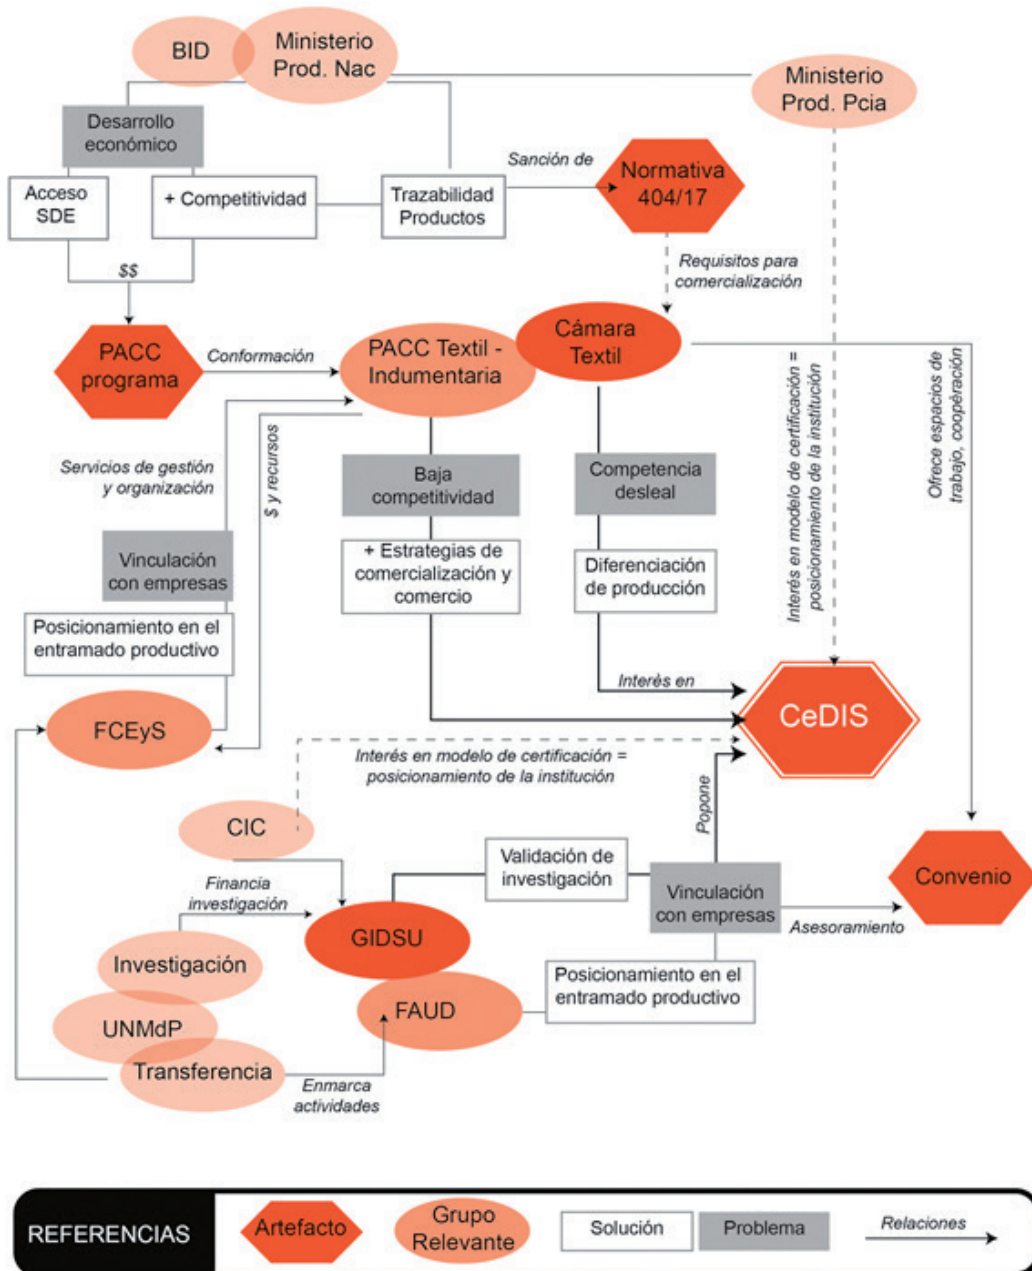 BID
Ministerio
Prod. Nac
Ministerio
Prod. Pcia
Desarrollo
económico
Acceso
SDE
+ Competitividad
Trazabilidad
Productos
Sanción de
Normativa
404/17
$$
Requisitos para
comercialización
PACC
programa
Conformación
PACC Textil -
Indumentaria
Cámara
Textil
Servicios de gestión
y organización
$ y recursos
Baja
competitividad
Competencia
desleal
Interés en modelo de certificación =
posicionamiento de la institución
Ofrece espacios de
trabajo, coopération
Vinculación
con empresas
+ Estrategias de
comercialización y
comercio
Diferenciación
de producción
Posicionamiento en el
entramado productivo
Interés en
CeDIS
FCEyS
Interés en modelo de certificación =
posicionamiento de la institución
Popone
CIC
Validación de
investigación
Vinculación
con empresas
Convenio
Financia
investigación
Asesoramiento
GIDSU
Investigación
Posicionamiento en el
entramado productivo
FAUD
UNMdP
Transferencia
Enmarca
actividades
REFERENCIAS
Artefacto
Grupo
Relevante
Solución
Problema
Relaciones